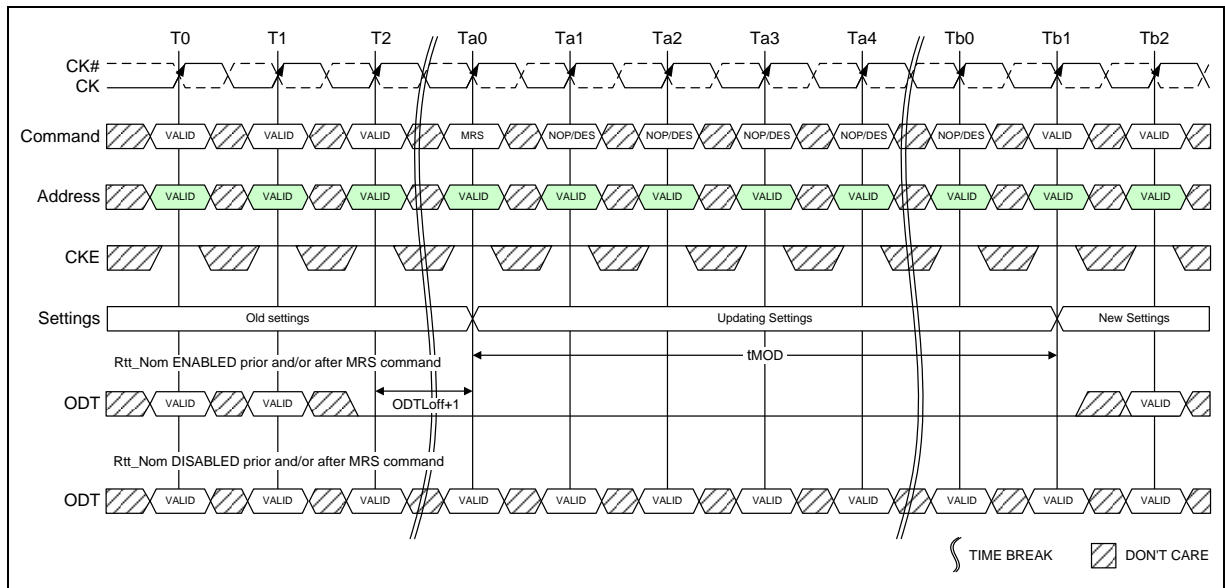 T0 T1 T2 Ta0 Ta1 Ta2 Ta3 Ta4 Tb0 Tb1 Tb2
CK#
CK
Command VALID VALID VALID MRS NOP/DES NOP/DES NOP/DES NOP/DES NOP/DES VALID VALID
Address VALID VALID VALID VALID VALID VALID VALID VALID VALID VALID VALID
CKE
Settings Old settings Updating Settings New Settings
Rtt_Nom ENABLED prior and/or after MRS command tMOD
ODTLoff+1
ODT VALID VALID VALID
Rtt_Nom DISABLED prior and/or after MRS command
ODT VALID VALID VALID VALID VALID VALID VALID VALID VALID VALID VALID
TIME BREAK DON'T CARE